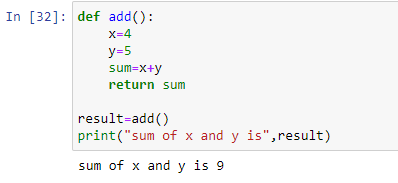 In [32]: def add():
x=4
y=5
sum=x+y
return sum
result=add()
print("sum of x and y is",result)
sum of x and y is 9